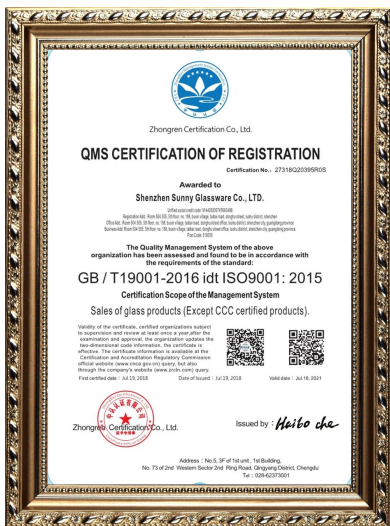 Zhongren Certification Co., Ltd.
QMS CERTIFICATION OF REGISTRATION
Certification No.: 27318Q20395R0S
Awarded to
Shenzhen Sunny Glassware Co., LTD.
The Quality Management System of the above
organization has been assessed and found to be in accordance with
the requirements of the standard:
GB / T19001-2016 idt ISO9001: 2015
Certification Scope of the Management System
Sales of glass products (Except CCC certified products).
Validity of the certificate, certified organizations subject
to supervision and review at least once a year,after the
examination and approval, the organization updates the
two-dimensional code information, the certificate is
effective. The certificate information is available at the
Certification and Accreditation Regulatory Commission
official website (www.cnca.gov.cn) query, but also
through the company's website (www.zrcln.com) query.
First certified date : Jul.19, 2018 Date of Issued : Jul.19, 2018 Valid date : Jul.18, 2021
Zhongren Certification Co., Ltd.
Issued by : Haibo che
Address : No.5, 3F of 1st unit , 1st Building,
No. 73 of 2nd Western Sector 2nd Ring Road, Qingyang District, Chengdu
Tel : 028-62373001